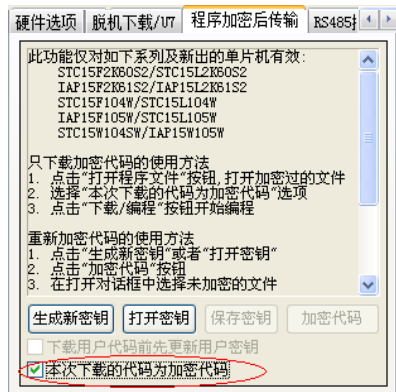 硬件选项 脱机下载/U7 程序加密后传输 RS485
此功能仅对如下系列及新出的单片机有效:
STC15F2K60S2/STC15L2K60S2
IAP15F2K61S2/IAP15L2K61S2
STC15F104W/STC15L104W
IAP15F105W/STC15L105W
STC15W104SW/IAP15W105W
只下载加密代码的使用方法
1. 点击"打开程序文件"按钮,打开加密过的文件
2. 选择"本次下载的代码为加密代码"选项
3. 点击"下载/编程"按钮开始编程
重新加密代码的使用方法
1. 点击"生成新密钥"或者"打开密钥"
2. 点击"加密代码"按钮
3. 在打开对话框中选择未加密的文件
生成新密钥 打开密钥 保存密钥 加密代码
下载用户代码前先更新用户密钥
本次下载的代码为加密代码